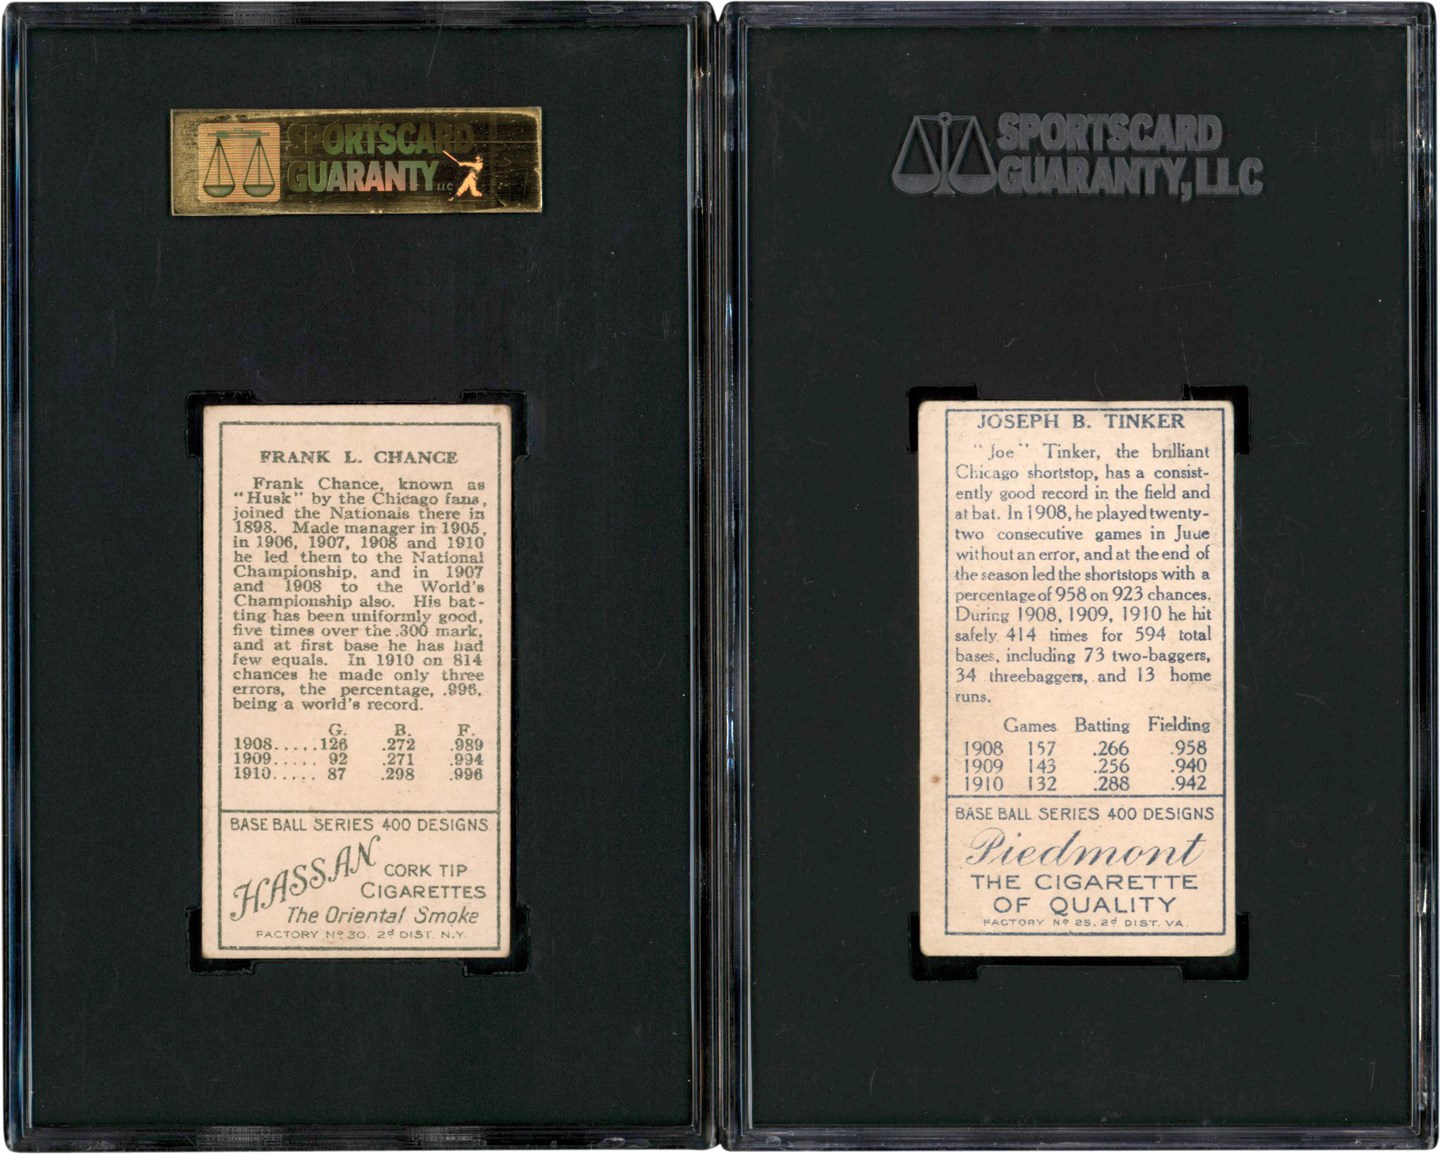 SPORTSCARD
GUARANTY LLC
FRANK L. CHANCE
Frank Chance, known as
"Husk" by the Chicago fans,
joined the Nationals there in
1898. Made manager in 1905,
in 1906, 1907, 1908 and 1910
he led them to the National
Championship, and in 1907
and 1908 to the World's
Championship also. His bat-
ting has been uniformly good,
five times over the .300 mark,
and at first base he has had
few equals. In 1910 on 814
chances he made only three
errors, the percentage, .996,
being a world's record.
G. B. F.
1908.....126 .272 .989
1909..... 92 .271 .994
1910..... 87 .298 .996
BASE BALL SERIES 400 DESIGNS
HASSAN CORK TIP
CIGARETTES
The Oriental Smoke
FACTORY Nº 30. 2d DIST. N.Y.
SPORTSCARD
GUARANTY, LLC
JOSEPH B. TINKER
"Joe" Tinker, the brilliant
Chicago shortstop, has a consist-
ently good record in the field and
at bat. In 1908, he played twenty-
two consecutive games in June
without an error, and at the end of
the season led the shortstops with a
percentage of 958 on 923 chances.
During 1908, 1909, 1910 he hit
safely 414 times for 594 total
bases, including 73 two-baggers,
34 threebaggers, and 13 home
runs.
Games Batting Fielding
1908 157 .266 .958
1909 143 .256 .940
1910 132 .288 .942
BASE BALL SERIES 400 DESIGNS
Piedmont
THE CIGARETTE
OF QUALITY
FACTORY Nº 25, 2d DIST. VA.